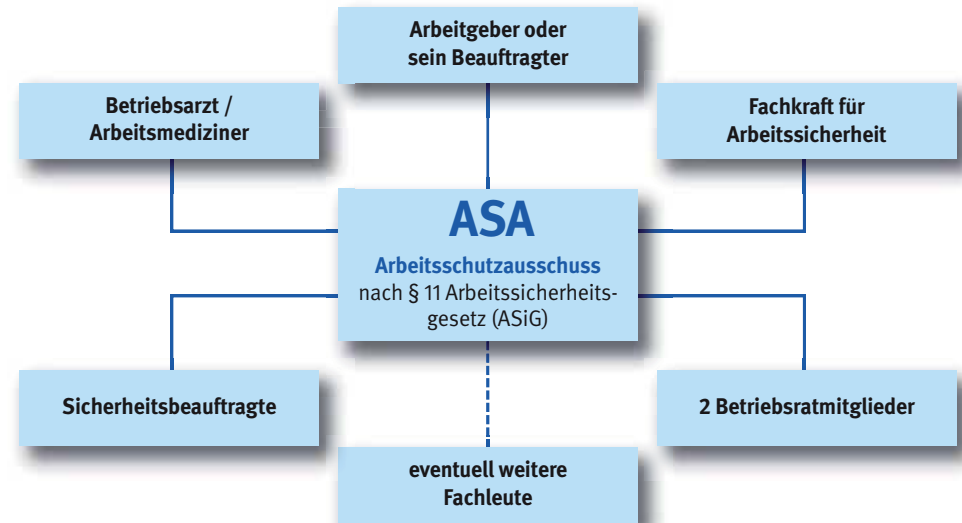 Arbeitgeber oder
sein Beauftragter
Betriebsarzt /
Arbeitsmediziner
Fachkraft für
Arbeitssicherheit
ASA
Arbeitsschutzausschuss
nach § 11 Arbeitssicherheits-
gesetz (ASiG)
Sicherheitsbeauftragte
2 Betriebsratmitglieder
eventuell weitere
Fachleute